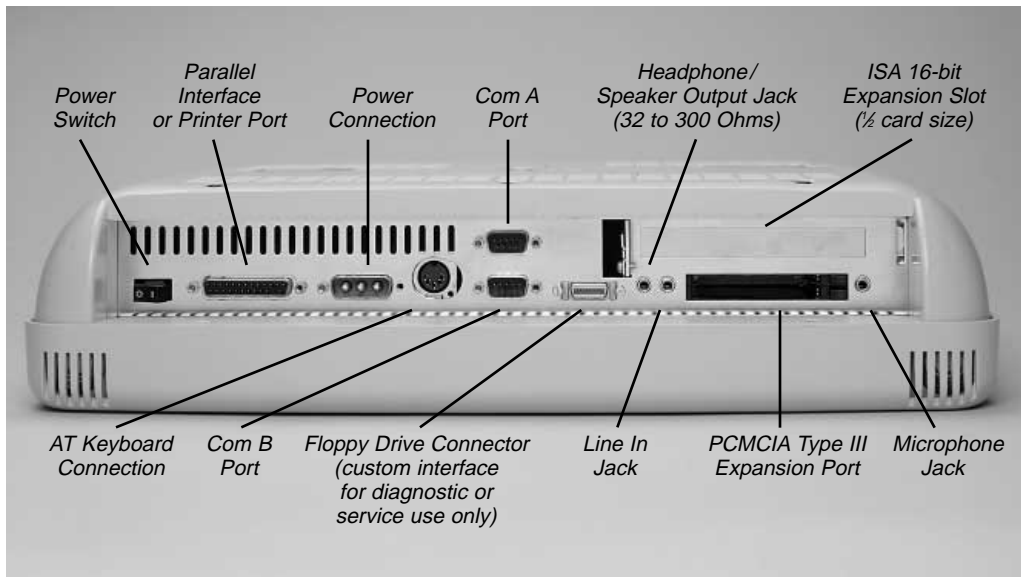 Power
Switch
Parallel
Interface
or Printer Port
Power
Connection
Com A
Port
Headphone/
Speaker Output Jack
(32 to 300 Ohms)
ISA 16-bit
Expansion Slot
(½ card size)
AT Keyboard
Connection
Com B
Port
Floppy Drive Connector
(custom interface
for diagnostic or
service use only)
Line In
Jack
PCMCIA Type III
Expansion Port
Microphone
Jack